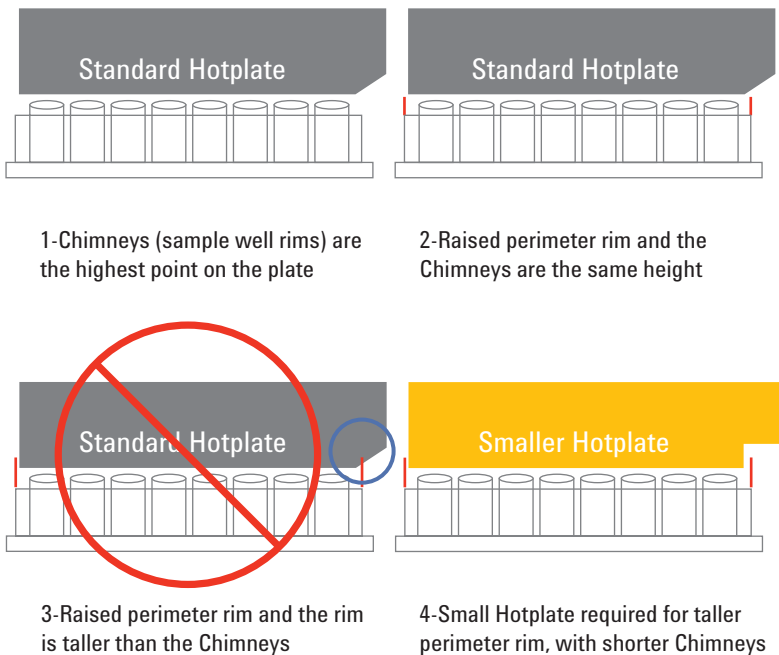 Standard Hotplate
Standard Hotplate
1-Chimneys (sample well rims) are
the highest point on the plate
2-Raised perimeter rim and the
Chimneys are the same height
Standard Hotplate
Smaller Hotplate
3-Raised perimeter rim and the rim
is taller than the Chimneys
4-Small Hotplate required for taller
perimeter rim, with shorter Chimneys